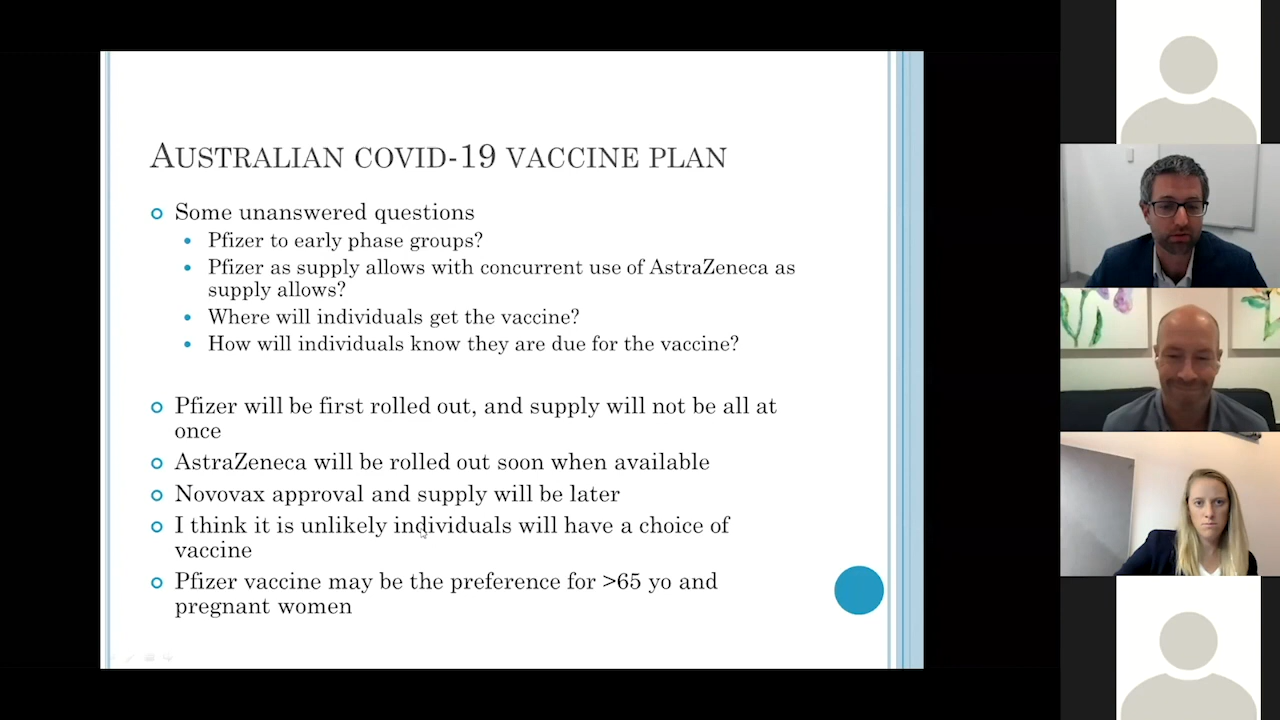 AUSTRALIAN COVID-19 VACCINE PLAN
Some unanswered questions
Pfizer to early phase groups?
Pfizer as supply allows with concurrent use of AstraZeneca as
supply allows?
Where will individuals get the vaccine?
How will individuals know they are due for the vaccine?
Pfizer will be first rolled out, and supply will not be all at
once
AstraZeneca will be rolled out soon when available
Novovax approval and supply will be later
I think it is unlikely individuals will have a choice of
vaccine
Pfizer vaccine may be the preference for >65 yo and
pregnant women